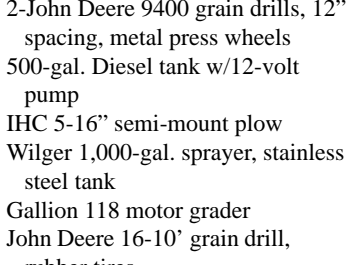 2-John Deere 9400 grain drills, 12”
spacing, metal press wheels
500-gal. Diesel tank w/12-volt
pump
IHC 5-16” semi-mount plow
Wilger 1,000-gal. sprayer, stainless
steel tank
Gallion 118 motor grader
John Deere 16-10’ grain drill,